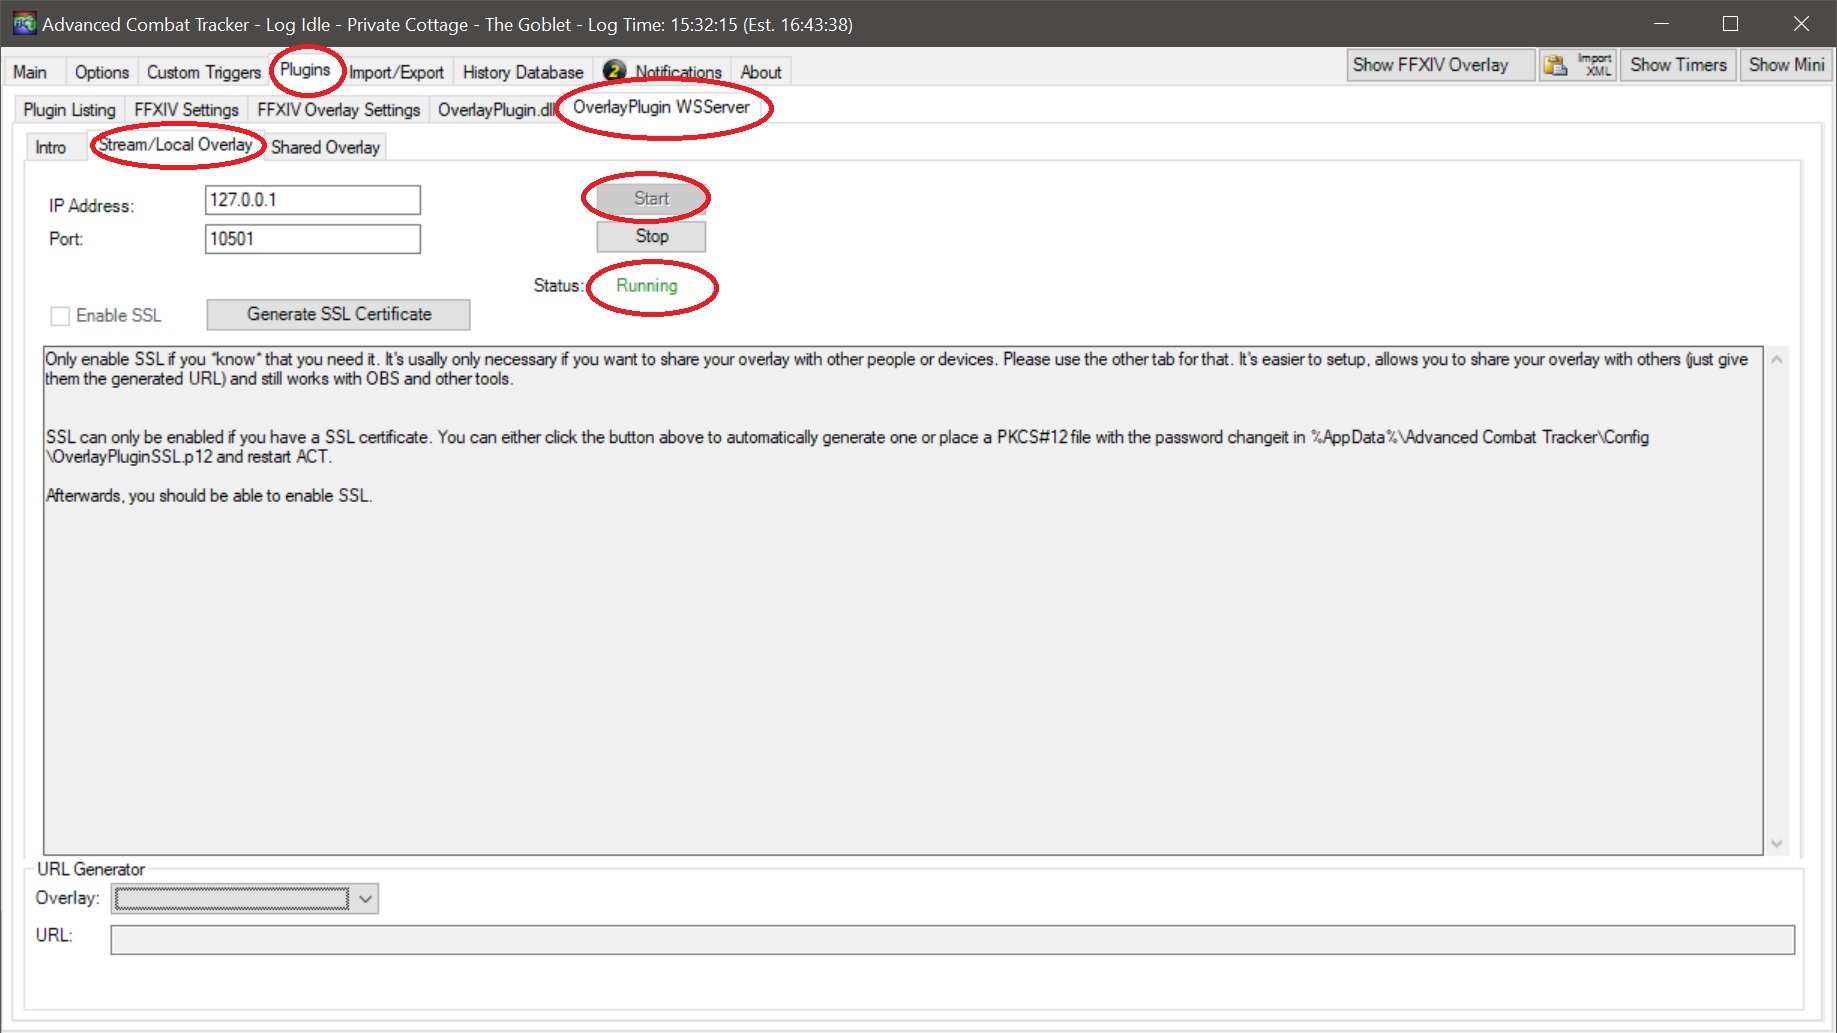 Advanced Combat Tracker - Log Idle - Private Cottage - The Goblet - Log Time: 15:32:15 (Est. 16:43:38)
Main Options Custom Triggers Plugins Import/Export History Database 2 Notifications About Show FFXIV Overlay Import XML Show Timers Show Mini
Plugin Listing FFXIV Settings FFXIV Overlay Settings OverlayPlugin.dll OverlayPlugin WSServer
Intro Stream/Local Overlay Shared Overlay
IP Address: 127.0.0.1 Start
Port: 10501 Stop
Status: Running
Enable SSL Generate SSL Certificate
Only enable SSL if you *know* that you need it. It's usally only necessary if you want to share your overlay with other people or devices. Please use the other tab for that. It's easier to setup, allows you to share your overlay with others (just give
them the generated URL) and still works with OBS and other tools.
SSL can only be enabled if you have a SSL certificate. You can either click the button above to automatically generate one or place a PKCS#12 file with the password changeit in %AppData%\Advanced Combat Tracker\Config
\OverlayPluginSSL.p12 and restart ACT.
Afterwards, you should be able to enable SSL.
URL Generator
Overlay:
URL: